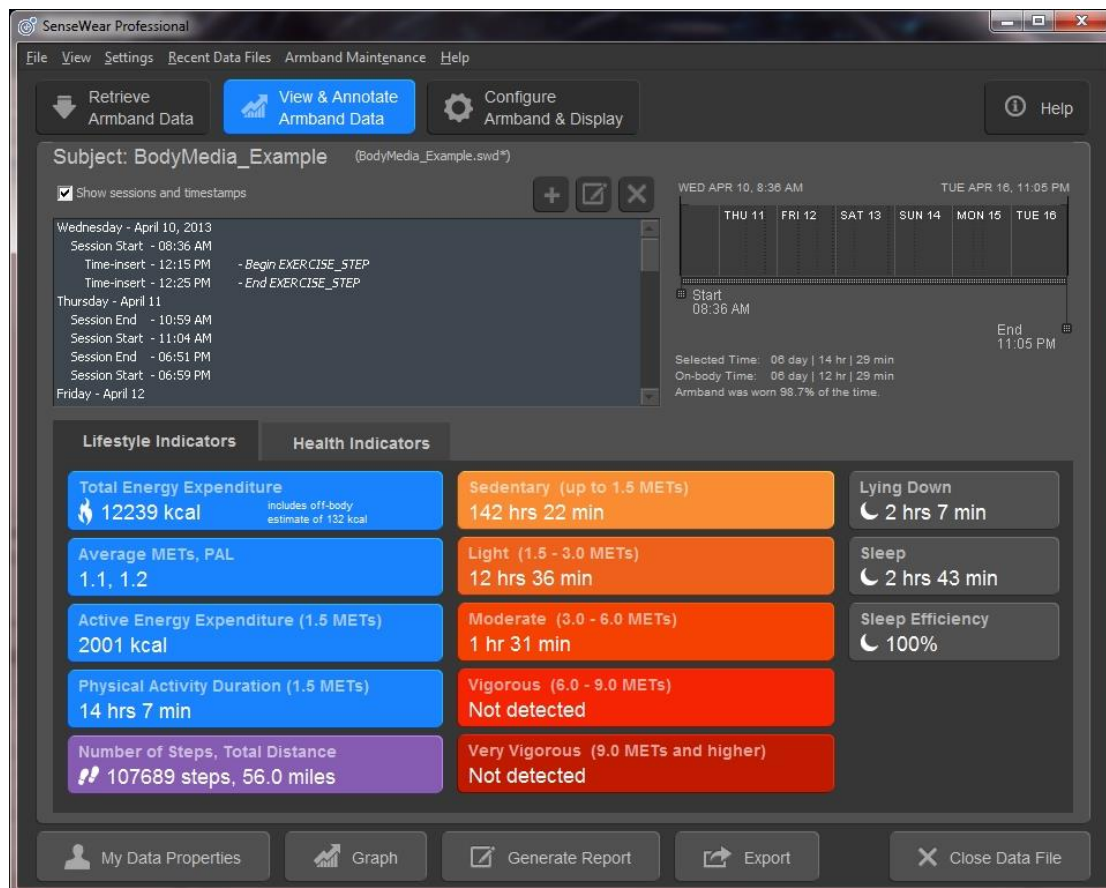 SenseWear Professional
File View Settings Recent Data Files Armband Maintenance Help
Retrieve
Armband Data
View & Annotate
Armband Data
Configure
Armband & Display
Help
Subject: BodyMedia_Example (BodyMedia_Example.swd*)
Show sessions and timestamps
Wednesday - April 10, 2013
Session Start - 08:36 AM
Time-insert - 12:15 PM - Begin EXERCISE_STEP
Time-insert - 12:25 PM - End EXERCISE_STEP
Thursday - April 11
Session End - 10:59 AM
Session Start - 11:04 AM
Session End - 06:51 PM
Session Start - 06:59 PM
Friday - April 12
WED APR 10, 8:36 AM TUE APR 16, 11:05 PM
THU 11 FRI 12 SAT 13 SUN 14 MON 15 TUE 16
Start
08:36 AM
End
11:05 PM
Selected Time: 06 day | 14 hr | 29 min
On-body Time: 06 day | 12 hr | 29 min
Armband was worn 98.7% of the time.
Lifestyle Indicators Health Indicators
Total Energy Expenditure
12239 kcal
includes off-body
estimate of 132 kcal
Average METs, PAL
1.1, 1.2
Active Energy Expenditure (1.5 METs)
2001 kcal
Physical Activity Duration (1.5 METs)
14 hrs 7 min
Number of Steps, Total Distance
107689 steps, 56.0 miles
Sedentary (up to 1.5 METs)
142 hrs 22 min
Light (1.5 - 3.0 METs)
12 hrs 36 min
Moderate (3.0 - 6.0 METs)
1 hr 31 min
Vigorous (6.0 - 9.0 METs)
Not detected
Very Vigorous (9.0 METs and higher)
Not detected
Lying Down
2 hrs 7 min
Sleep
2 hrs 43 min
Sleep Efficiency
100%
My Data Properties
Graph
Generate Report
Export
Close Data File